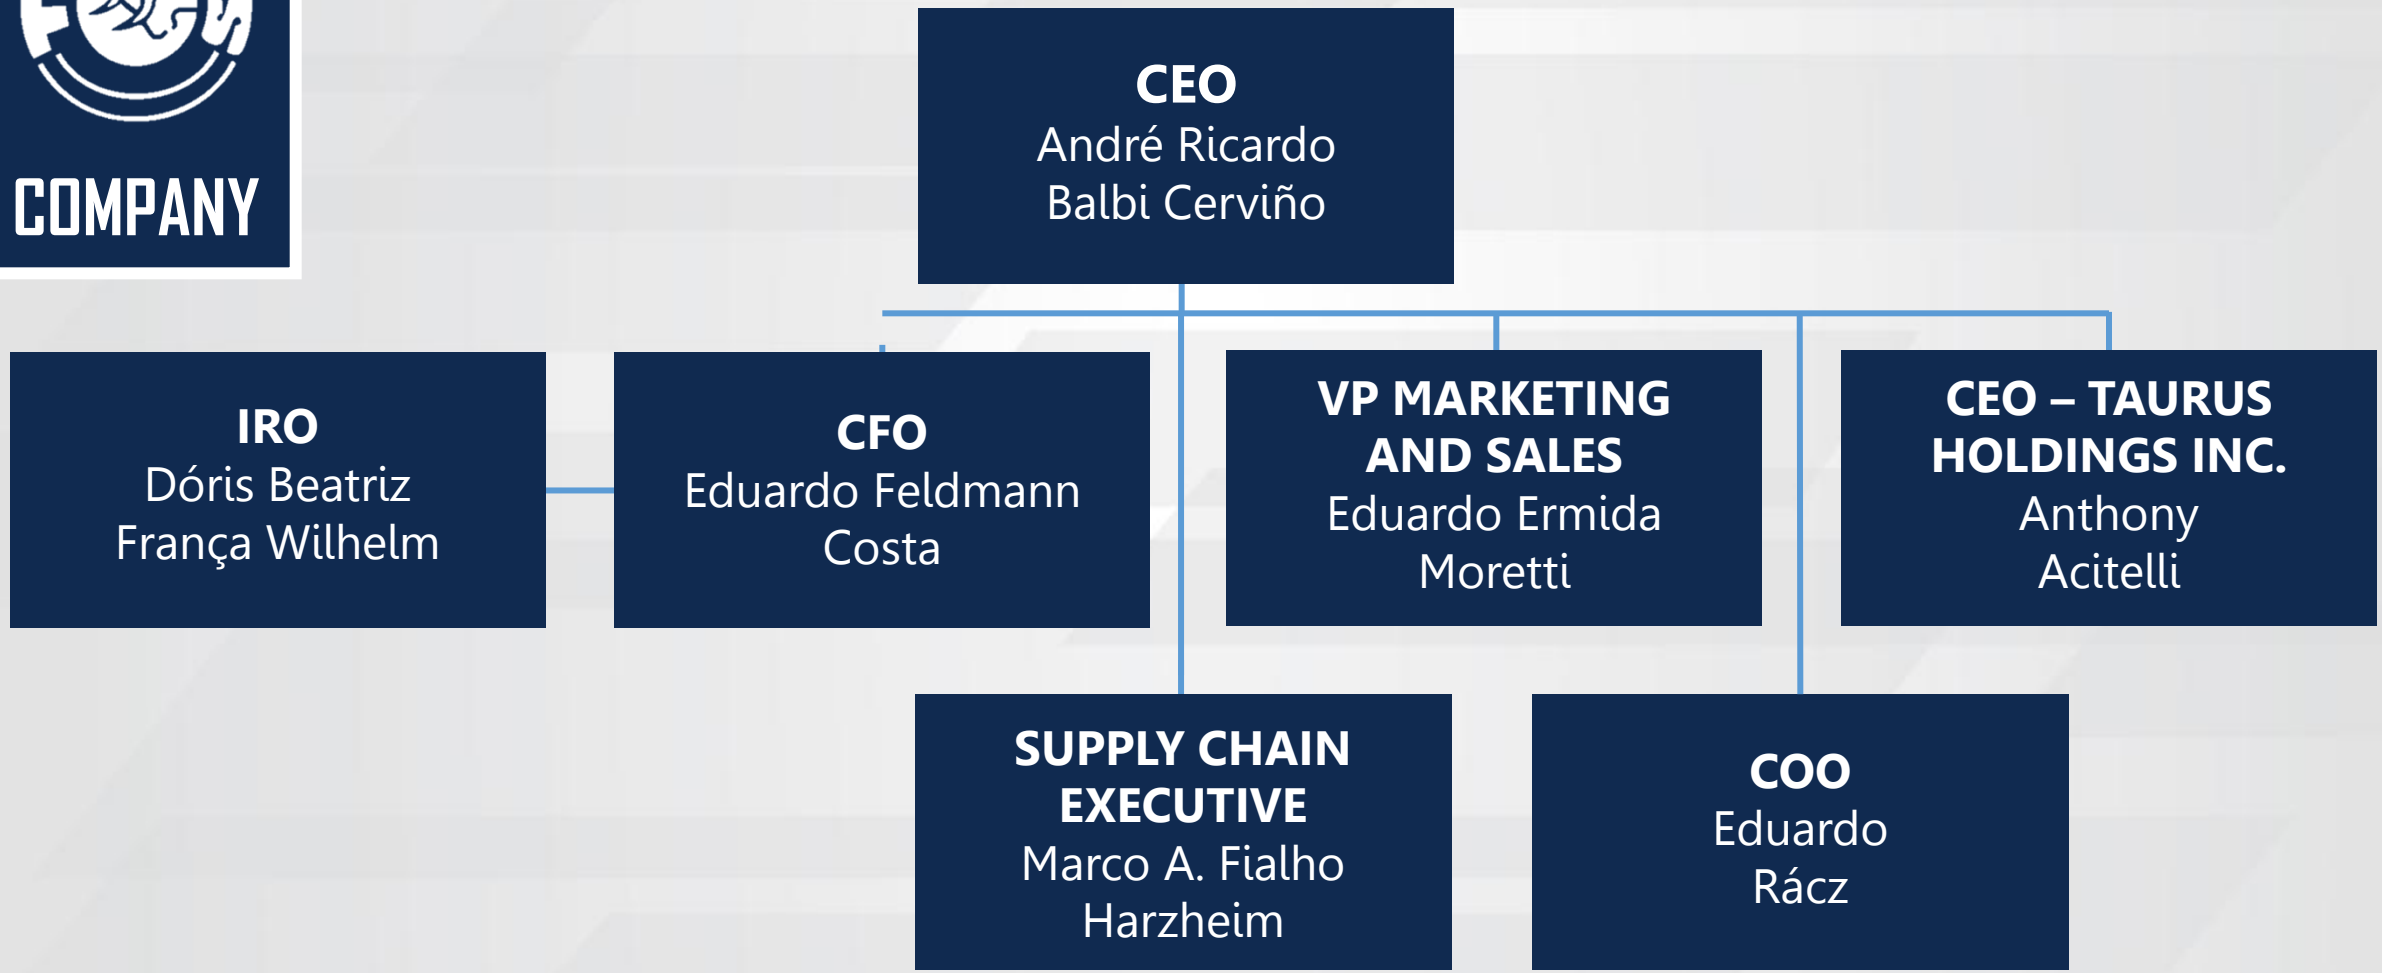 COMPANY
CEO
André Ricardo
Balbi Cerviño
IRO
Dóris Beatriz
França Wilhelm
CFO
Eduardo Feldmann
Costa
VP MARKETING
AND SALES
Eduardo Ermida
Moretti
CEO – TAURUS
HOLDINGS INC.
Anthony
Acitelli
SUPPLY CHAIN
EXECUTIVE
Marco A. Fialho
Harzheim
COO
Eduardo
Rácz